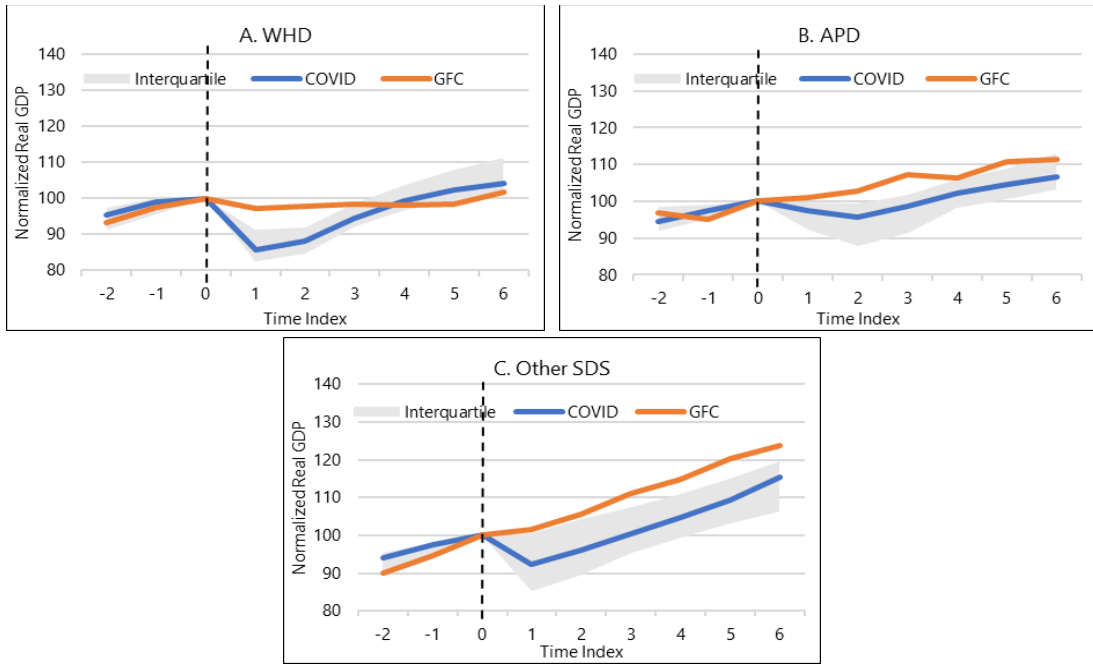 A. WHD
Interquartile COVID GFC
140
130
120
110
100
90
80
Normalized Real GDP
-2 -1 0 1 2 3 4 5 6
Time Index
B. APD
Interquartile COVID GFC
140
130
120
110
100
90
80
Normalized Real GDP
-2 -1 0 1 2 3 4 5 6
Time Index
C. Other SDS
Interquartile COVID GFC
140
130
120
110
100
90
80
Normalized Real GDP
-2 -1 0 1 2 3 4 5 6
Time Index